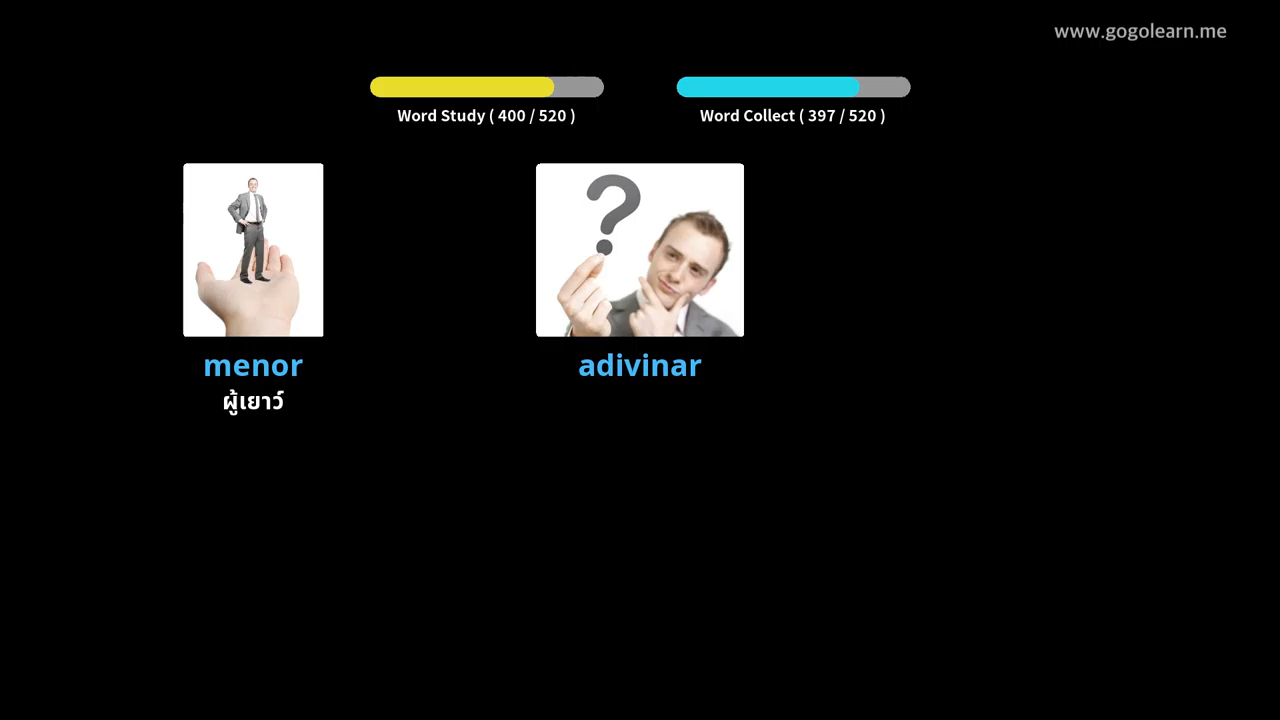 www.gogolearn.me
Word Study ( 400 / 520 )
Word Collect ( 397 / 520 )
menor
ผู้เยาว์
adivinar